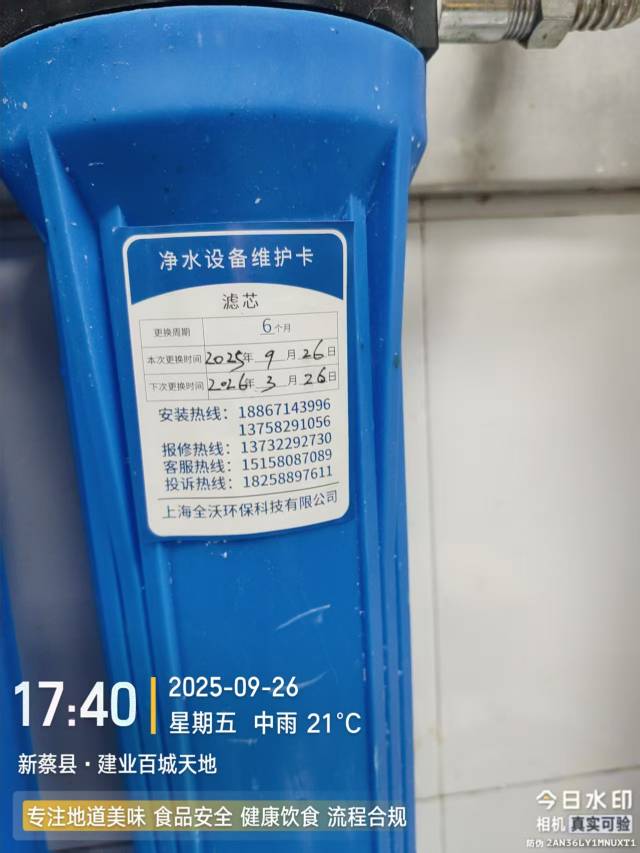 净水设备维护卡
滤芯
更换周期 6个月
本次更换时间 2025年 9 月 26日
下次更换时间 2026年 3 月 26日
安装热线：18867143996
13758291056
报修热线：13732292730
客服热线：15158087089
投诉热线：18258897611
上海全沃环保科技有限公司
17:40
2025-09-26
星期五 中雨 21℃
新蔡县·建业百城天地
专注地道美味 食品安全 健康饮食 流程合规
今日水印
相机 真实可验
防伪 2AN36LY1MNUXT1